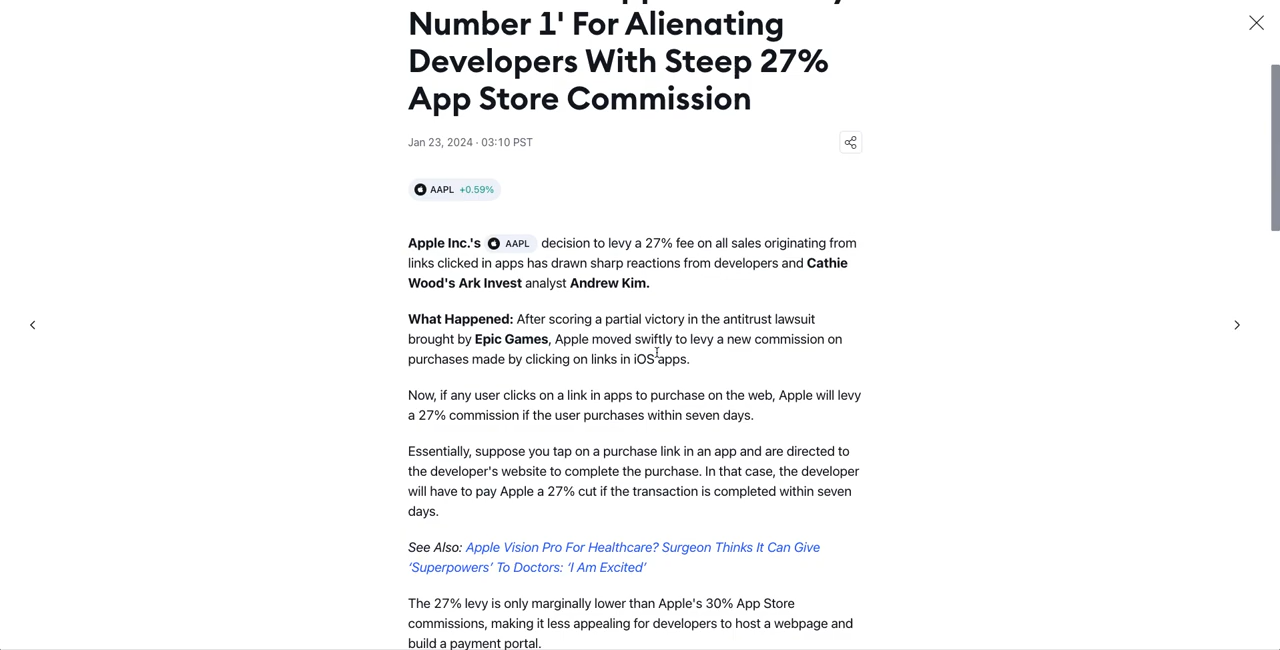 Number 1' For Alienating
Developers With Steep 27%
App Store Commission
Jan 23, 2024 · 03:10 PST
AAPL +0.59%
Apple Inc.'s AAPL decision to levy a 27% fee on all sales originating from
links clicked in apps has drawn sharp reactions from developers and Cathie
Wood's Ark Invest analyst Andrew Kim.
What Happened: After scoring a partial victory in the antitrust lawsuit
brought by Epic Games, Apple moved swiftly to levy a new commission on
purchases made by clicking on links in iOS apps.
Now, if any user clicks on a link in apps to purchase on the web, Apple will levy
a 27% commission if the user purchases within seven days.
Essentially, suppose you tap on a purchase link in an app and are directed to
the developer's website to complete the purchase. In that case, the developer
will have to pay Apple a 27% cut if the transaction is completed within seven
days.
See Also: Apple Vision Pro For Healthcare? Surgeon Thinks It Can Give
‘Superpowers’ To Doctors: ‘I Am Excited’
The 27% levy is only marginally lower than Apple's 30% App Store
commissions, making it less appealing for developers to host a webpage and
build a payment portal.